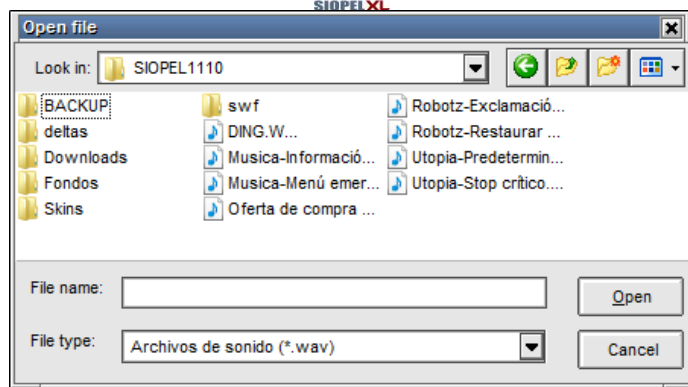 SIOPELXL
Open file
Look in: SIOPEL1110
BACKUP
deltas
Downloads
Fondos
Skins
swf
DING.W...
Musica-Informació...
Musica-Menú emer...
Oferta de compra ...
Robotz-Exclamació...
Robotz-Restaurar ...
Utopia-Predetermin...
Utopia-Stop crítico....
File name:
Open
File type: Archivos de sonido (*.wav)
Cancel